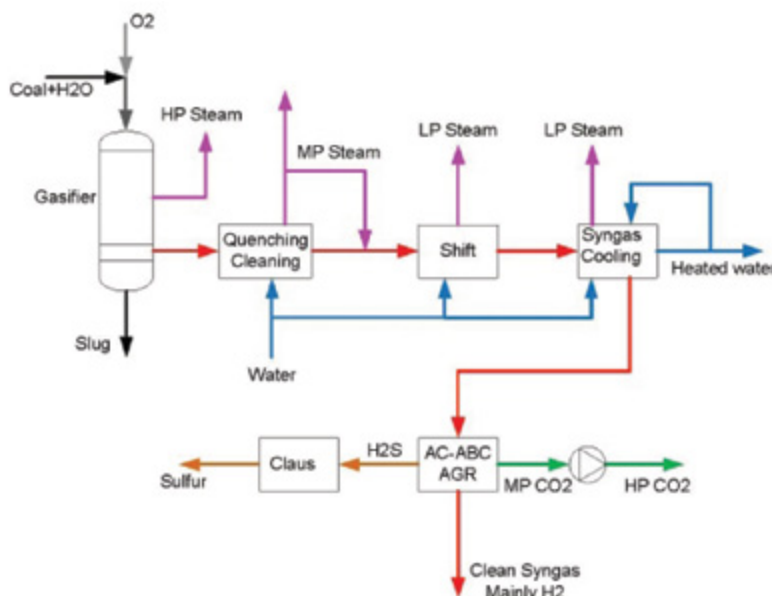 O2
Coal+H2O
HP Steam
MP Steam
LP Steam
LP Steam
Gasifier
Quenching
Cleaning
Shift
Syngas
Cooling
Heated water
Slug
Water
Claus
H2S
AC-ABC
AGR
Sulfur
MP CO2
HP CO2
Clean Syngas
Mainly H2